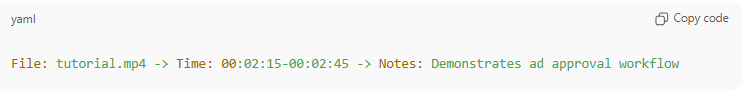 yaml
Copy code
File: tutorial.mp4 -> Time: 00:02:15-00:02:45 -> Notes: Demonstrates ad approval workflow